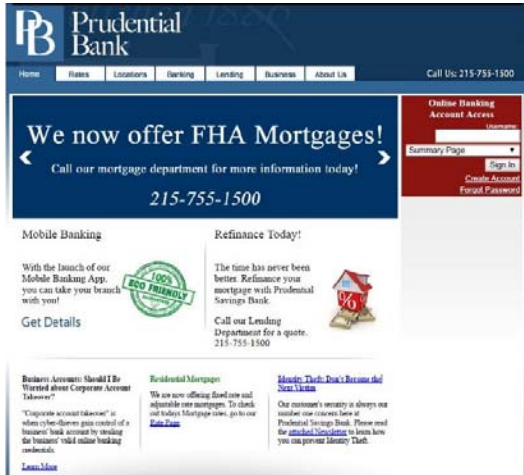 PB
Prudential
Bank
Home Rates Locations Banking Lending Business About Us
Call Us: 215-755-1500
We now offer FHA Mortgages!
Call our mortgage department for more information today!
215-755-1500
Online Banking
Account Access
Username:
Summary Page
Sign In
Create Account
Forgot Password
Mobile Banking
With the launch of our
Mobile Banking App,
you can take your branch
with you!
Get Details
100%
ECO FRIENDLY
Refinance Today!
The time has never been
better. Refinance your
mortgage with Prudential
Savings Bank.
Call our Lending
Department for a quote.
215-755-1500
%
Business Accounts: Should I Be
Worried about Corporate Account
Takeover?
"Corporate account takeover" is
when cyber-thieves gain control of a
business' bank account by stealing
the business' valid online banking
credentials.
Learn More
Residential Mortgages
We are now offering fixed rate and
adjustable rate mortgages. To check
out todays Mortgage rates, go to our
Rate Page
Identity Theft: Don't Become the
Next Victim
Our customer's security is always our
number one concern here at
Prudential Savings Bank. Please read
the attached Newsletter to learn how
you can prevent Identity Theft.